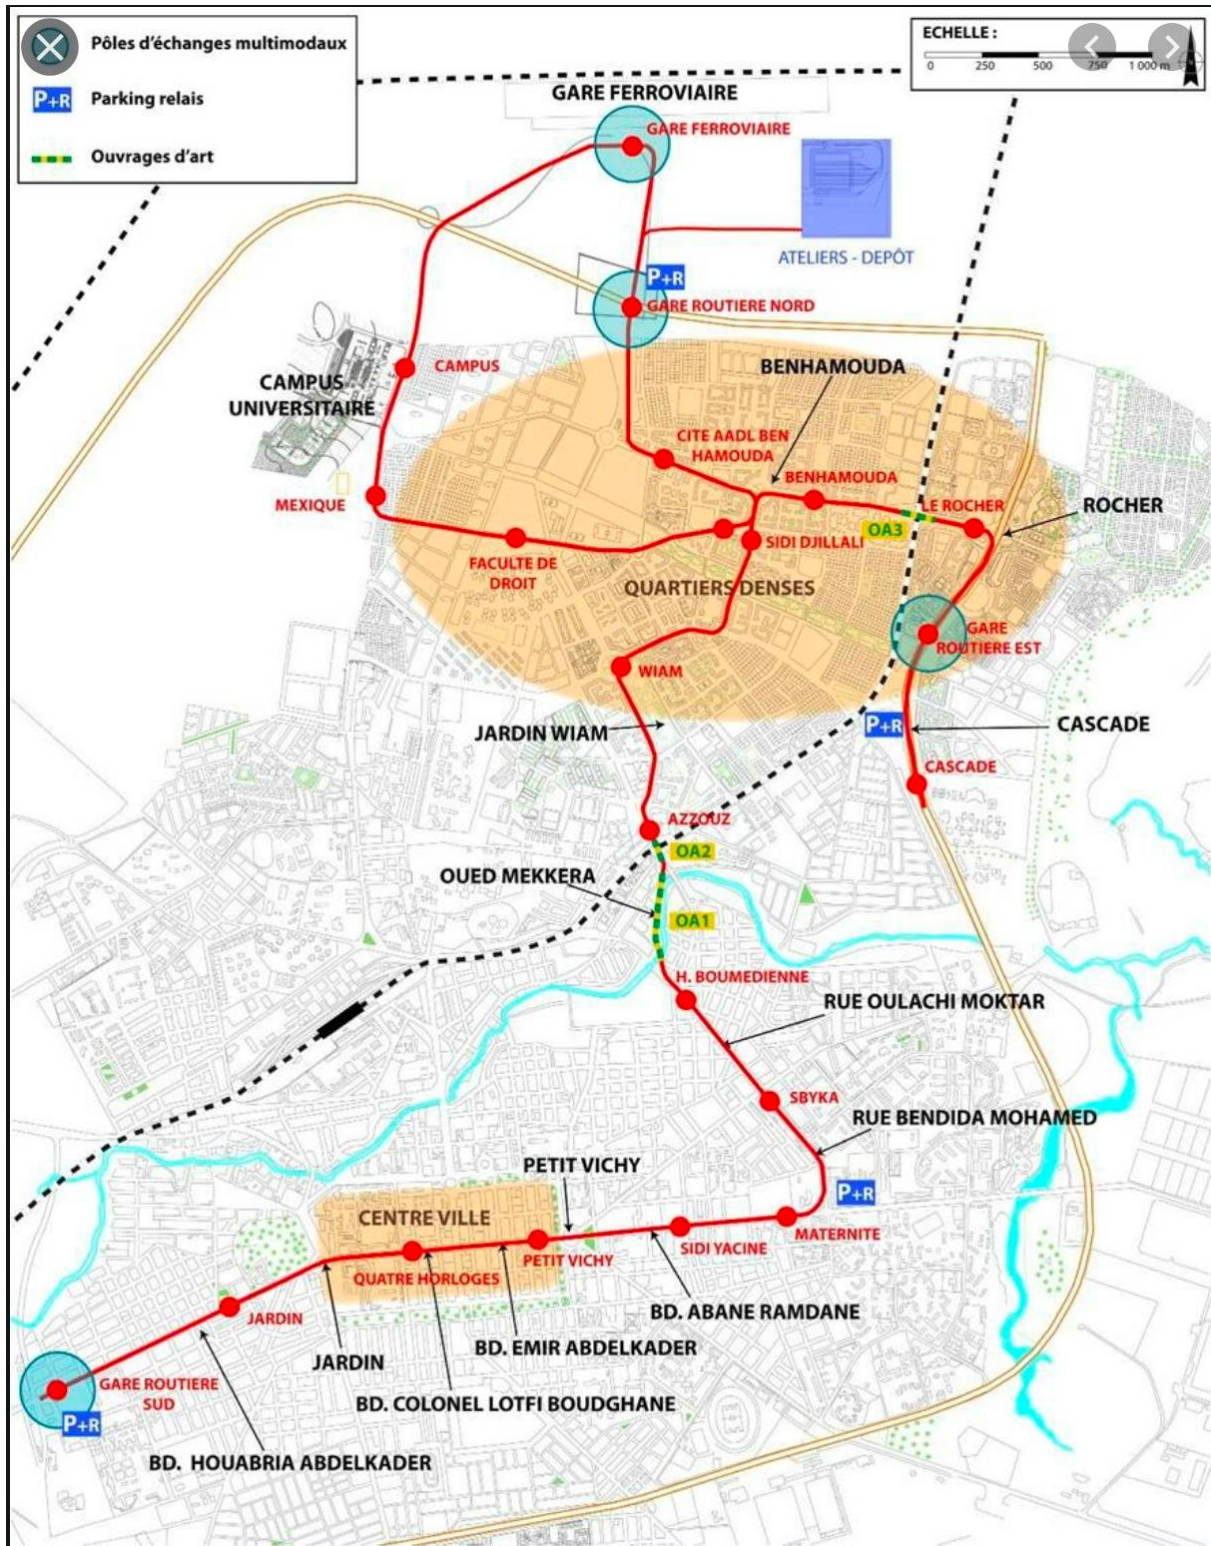 Pôles d'échanges multimodaux
P+R Parking relais
Ouvrages d'art
ECHELLE :
0 250 500 750 1 000 m
GARE FERROVIAIRE
GARE FERROVIAIRE
ATELIERS - DEPÔT
P+R
GARE ROUTIERE NORD
CAMPUS
CAMPUS
UNIVERSITAIRE
BENHAMOUDA
CITE AADL BEN
HAMOUDA
BENHAMOUDA
MEXIQUE
LE ROCHER
ROCHER
OA3
SIDI DJILLALI
FACULTE DE
DROIT
QUARTIERS DENSES
GARE
ROUTIERE EST
WIAM
JARDIN WIAM
P+R
CASCADE
CASCADE
AZZOUZ
OA2
OUED MEKKERA
OA1
H. BOUMEDIENNE
RUE OULACHI MOKTAR
SBYKA
RUE BENDIDA MOHAMED
PETIT VICHY
P+R
CENTRE VILLE
MATERNITE
SIDI YACINE
PETIT VICHY
QUATRE HORLOGES
BD. ABANE RAMDANE
JARDIN
BD. EMIR ABDELKADER
JARDIN
GARE ROUTIERE
SUD
BD. COLONEL LOTFI BOUDGHANE
P+R
BD. HOUABRIA ABDELKADER